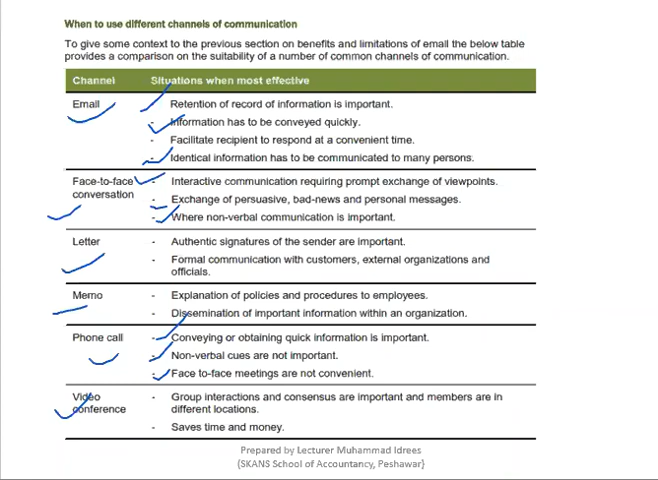 When to use different channels of communication
To give some context to the previous section on benefits and limitations of email the below table
provides a comparison on the suitability of a number of common channels of communication.
Channel Situations when most effective
Email - Retention of record of information is important.
- Information has to be conveyed quickly.
- Facilitate recipient to respond at a convenient time.
- Identical information has to be communicated to many persons.
Face-to-face - Interactive communication requiring prompt exchange of viewpoints.
conversation - Exchange of persuasive, bad-news and personal messages.
- Where non-verbal communication is important.
Letter - Authentic signatures of the sender are important.
- Formal communication with customers, external organizations and
officials.
Memo - Explanation of policies and procedures to employees.
- Dissemination of important information within an organization.
Phone call - Conveying or obtaining quick information is important.
- Non-verbal cues are not important.
- Face to-face meetings are not convenient.
Video - Group interactions and consensus are important and members are in
conference different locations.
- Saves time and money.
Prepared by Lecturer Muhammad Idrees
{SKANS School of Accountancy, Peshawar}